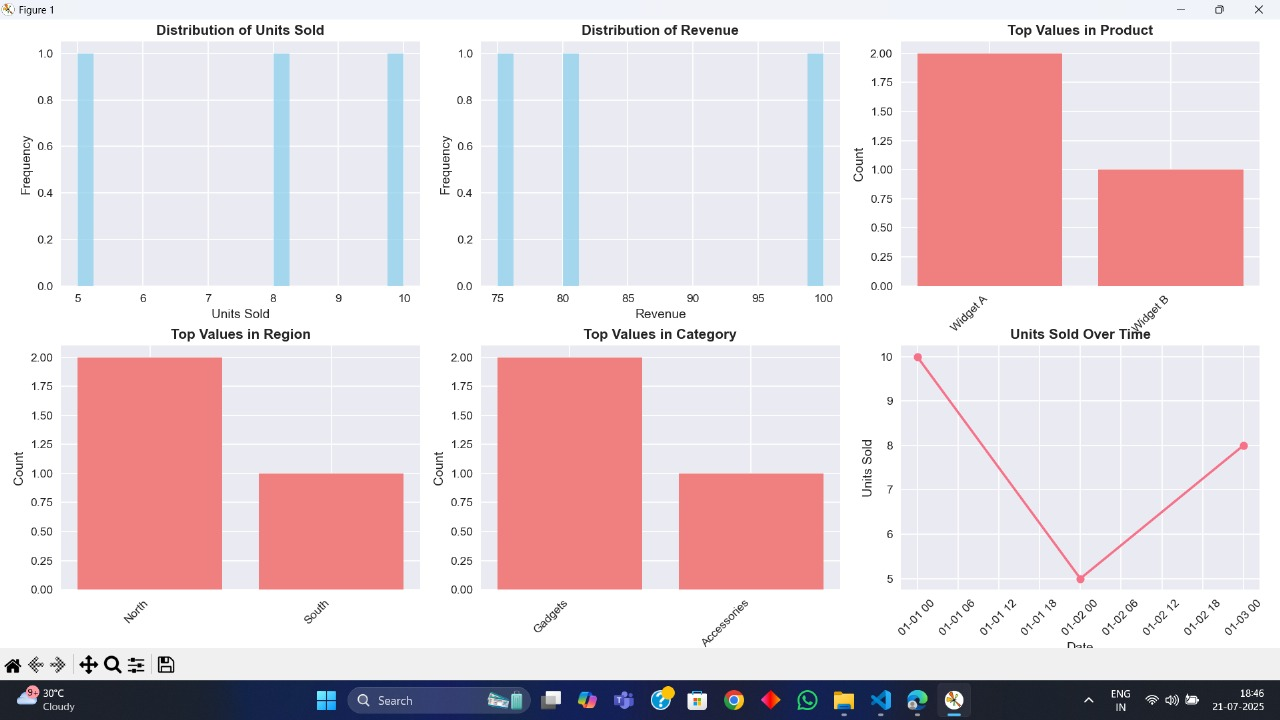 Figure 1
Distribution of Units Sold
Frequency
1.0
0.8
0.6
0.4
0.2
0.0
5 6 7 8 9 10
Units Sold
Distribution of Revenue
Frequency
1.0
0.8
0.6
0.4
0.2
0.0
75 80 85 90 95 100
Revenue
Top Values in Product
Count
2.00
1.75
1.50
1.25
1.00
0.75
0.50
0.25
0.00
Widget A
Widget B
Top Values in Region
Count
2.00
1.75
1.50
1.25
1.00
0.75
0.50
0.25
0.00
North
South
Top Values in Category
Count
2.00
1.75
1.50
1.25
1.00
0.75
0.50
0.25
0.00
Gadgets
Accessories
Units Sold Over Time
Units Sold
10
9
8
7
6
5
01-01 00
01-01 06
01-01 12
01-01 18
01-02 00
01-02 06
01-02 12
01-02 18
01-03 00
Date
9+
30°C
Cloudy
Search
ENG
IN
18:46
21-07-2025